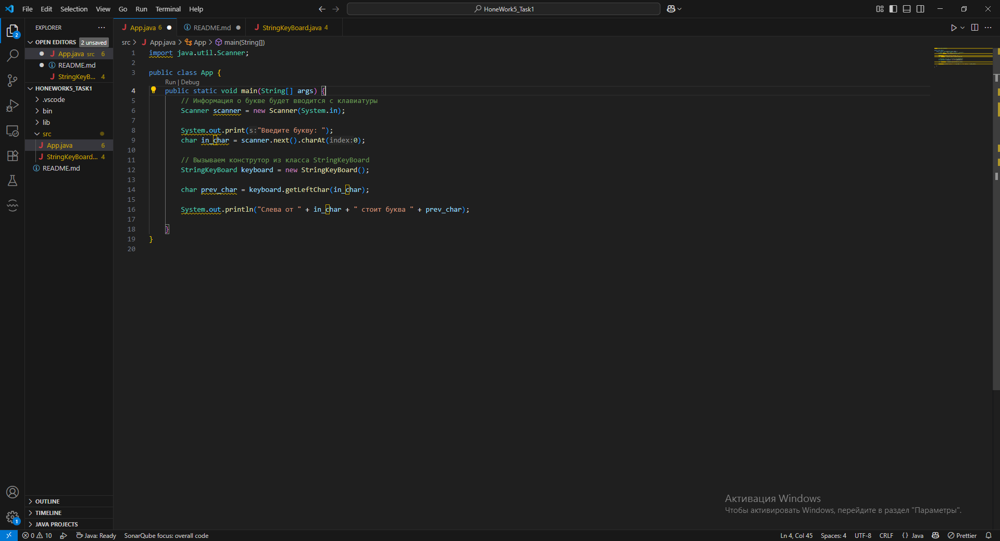 File Edit Selection View Go Run Terminal Help
HoneWork5_Task1
EXPLORER
OPEN EDITORS 2 unsaved
App.java src 6
README.md
StringKeyB... 4
HONEWORK5_TASK1
.vscode
bin
lib
src
App.java 6
StringKeyBoard... 4
README.md
OUTLINE
TIMELINE
JAVA PROJECTS
App.java 6 README.md StringKeyBoard.java 4
src App.java App main(String[])
1 import java.util.Scanner;
2
3 public class App {
Run | Debug
4 public static void main(String[] args) {
5 // Информация о букве будет вводится с клавиатуры
6 Scanner scanner = new Scanner(System.in);
7
8 System.out.print(s:"Введите букву: ");
9 char in_char = scanner.next().charAt(index:0);
10
11 // Вызываем конструтор из класса StringKeyBoard
12 StringKeyBoard keyboard = new StringKeyBoard();
13
14 char prev_char = keyboard.getLeftChar(in_char);
15
16 System.out.println("Слева от " + in_char + " стоит буква " + prev_char);
17
18 }
19 }
20
Активация Windows
Чтобы активировать Windows, перейдите в раздел "Параметры".
2
1
0 10 Java: Ready SonarQube focus: overall code Ln 4, Col 45 Spaces: 4 UTF-8 CRLF {} Java Prettier